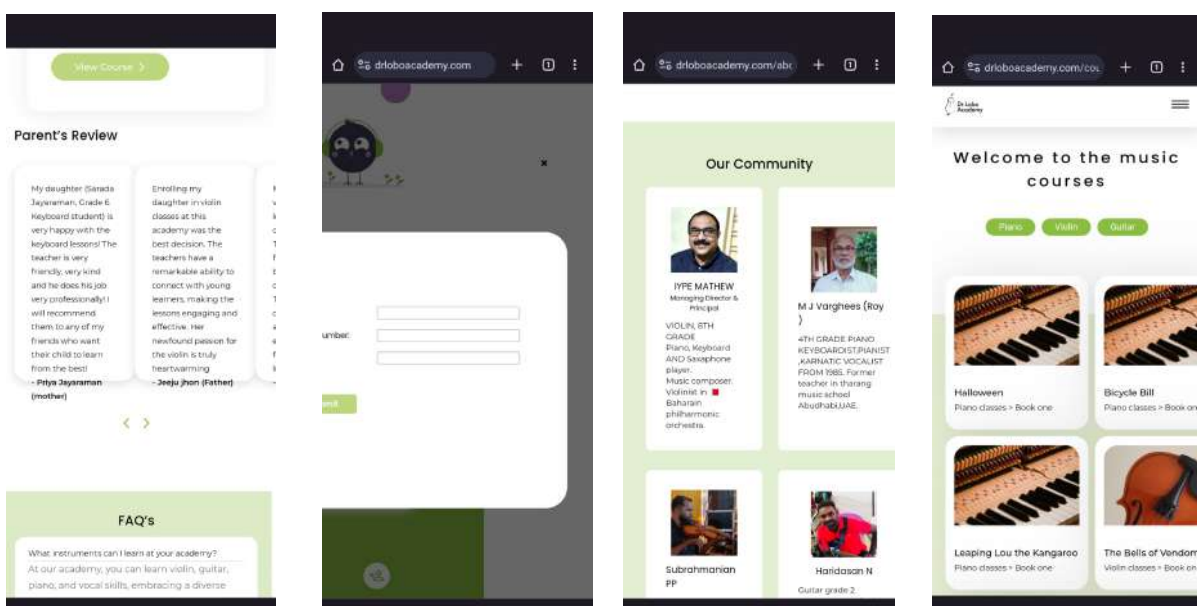 View Course >
Parent's Review
My daughter (Sarada
Jayaraman, Grade 6
Keyboard student) is
very happy with the
keyboard lessons! The
teacher is very
friendly, very kind
and he does his job
very professionally! I
will recommend
them to any of my
friends who want
their child to learn
from the best!
- Priya Jayaraman
(mother)
Enrolling my
daughter in violin
classes at this
academy was the
best decision. The
teachers have a
remarkable ability to
connect with young
learners, making the
lessons engaging and
effective. Her
newfound passion for
the violin is truly
heartwarming
- Jeeju jhon (Father)
FAQ's
What instruments can I learn at your academy?
At our academy, you can learn violin, guitar,
piano, and vocal skills, embracing a diverse
drloboacademy.com
1
umber:
drloboacademy.com/abo
1
Our Community
IYPE MATHEW
Managing Director &
Principal
VIOLIN, 8TH
GRADE
Piano, Keyboard
AND Saxaphone
player.
Music composer.
Violinist in
Baharain
philharmonic
orchestra.
M J Varghees (Roy
)
4TH GRADE PIANO
KEYBOARDIST,PIANIST
,KARNATIC VOCALIST
FROM 1985. Former
teacher in tharang
music school
Abudhabi,UAE.
Subrahmanian
PP
Haridasan N
Guitar grade 2
drloboacademy.com/cou
1
Dr Lobo
Academy
Welcome to the music
courses
Piano
Violin
Guitar
Halloween
Piano classes > Book one
Bicycle Bill
Piano classes > Book on
Leaping Lou the Kangaroo
Piano classes > Book one
The Bells of Vendom
Violin classes > Book on